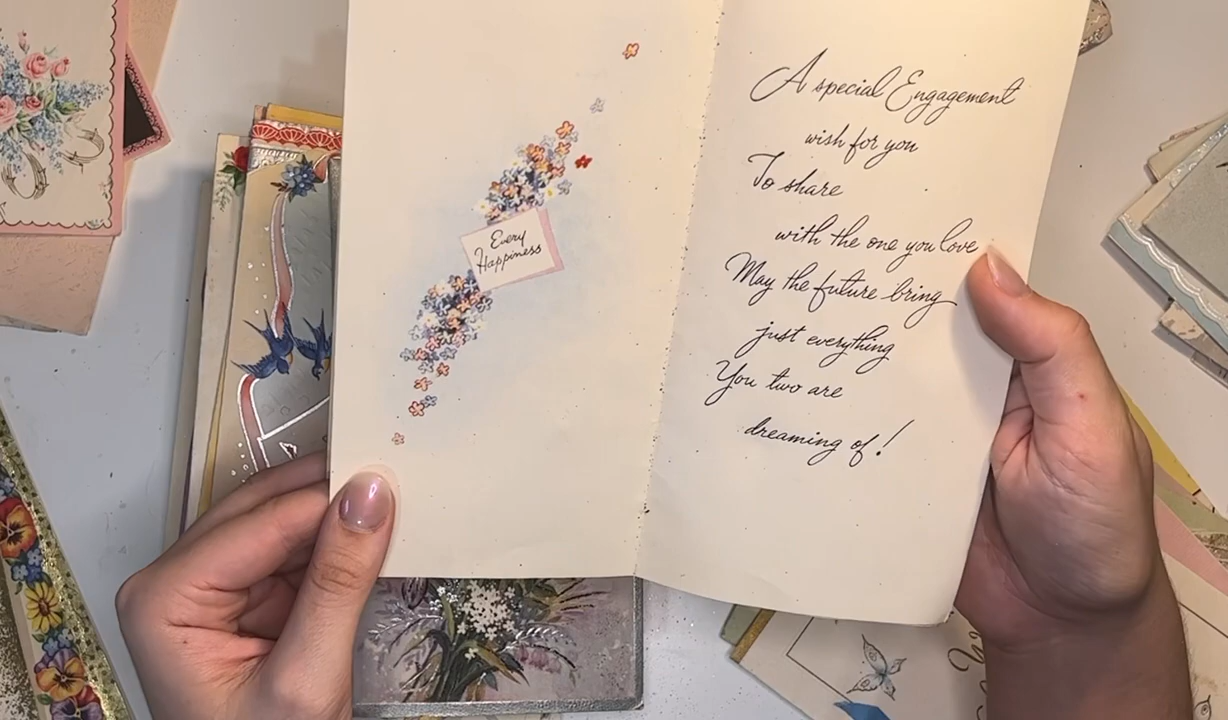 Every
Happiness
A special Engagement
wish for you
To share
with the one you love
May the future bring
just everything
You two are
dreaming of!